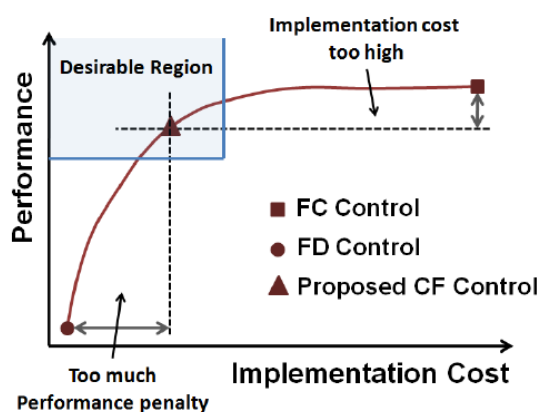 Implementation cost
too high
Desirable Region
Performance
FC Control
FD Control
Proposed CF Control
Too much
Performance penalty
Implementation Cost